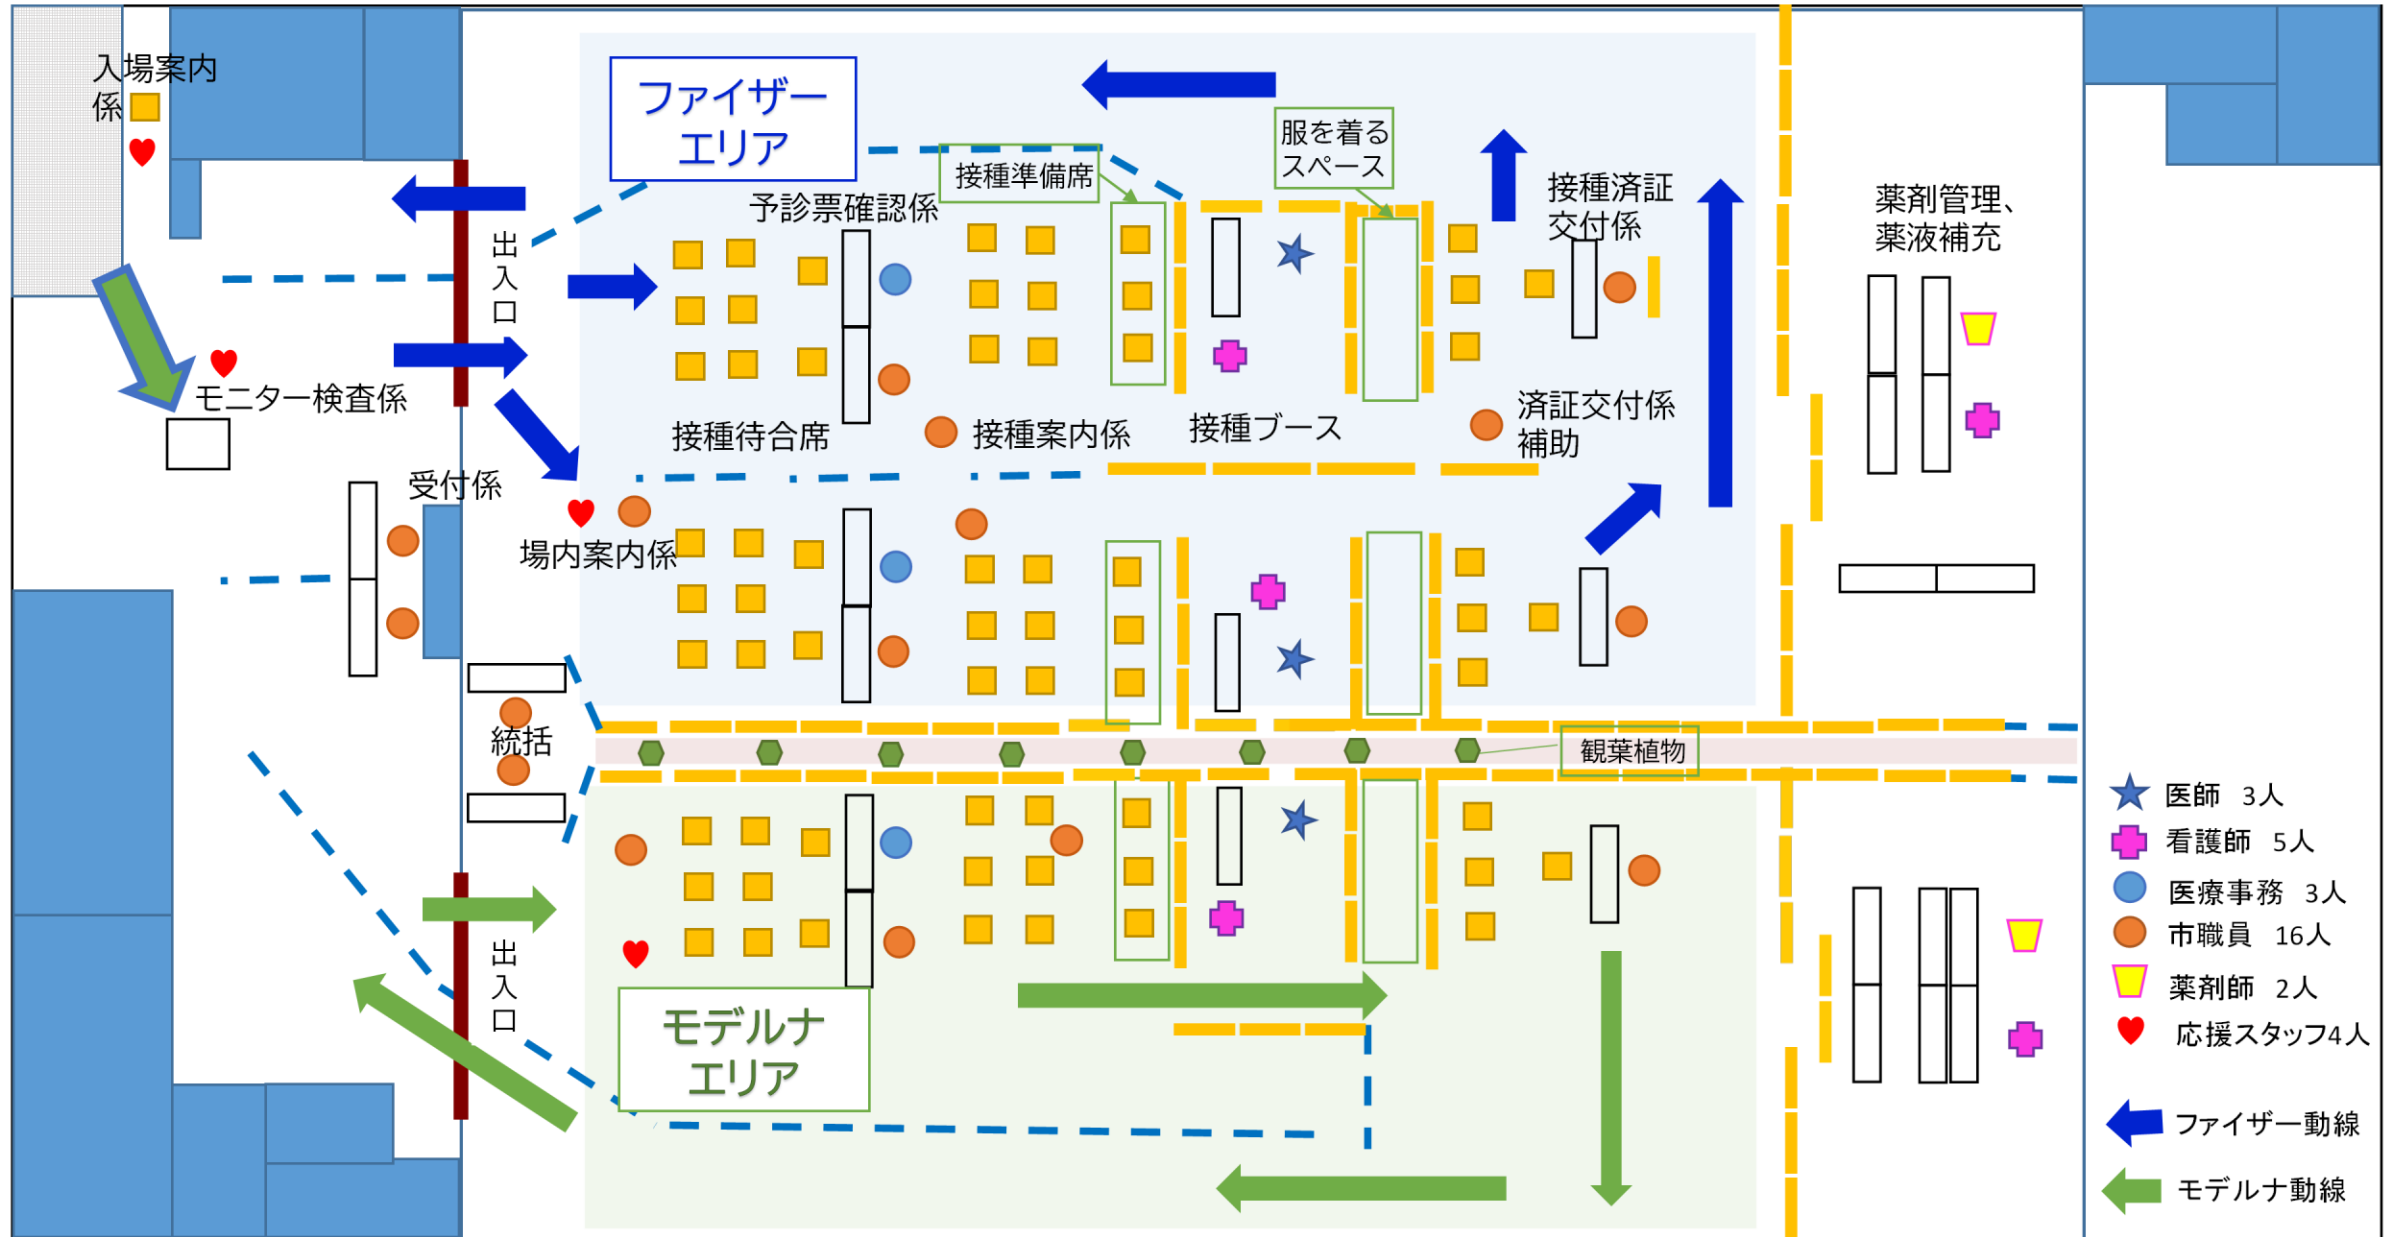 入場案内
係
ファイザー
エリア
服を着る
スペース
接種準備席
接種済証
交付係
予診票確認係
薬剤管理、
薬液補充
出入口
モニター検査係
済証交付係
補助
接種待合席
接種案内係
接種ブース
受付係
場内案内係
統括
観葉植物
医師 3人
看護師 5人
医療事務 3人
市職員 16人
薬剤師 2人
応援スタッフ4人
出入口
モデルナ
エリア
ファイザー動線
モデルナ動線